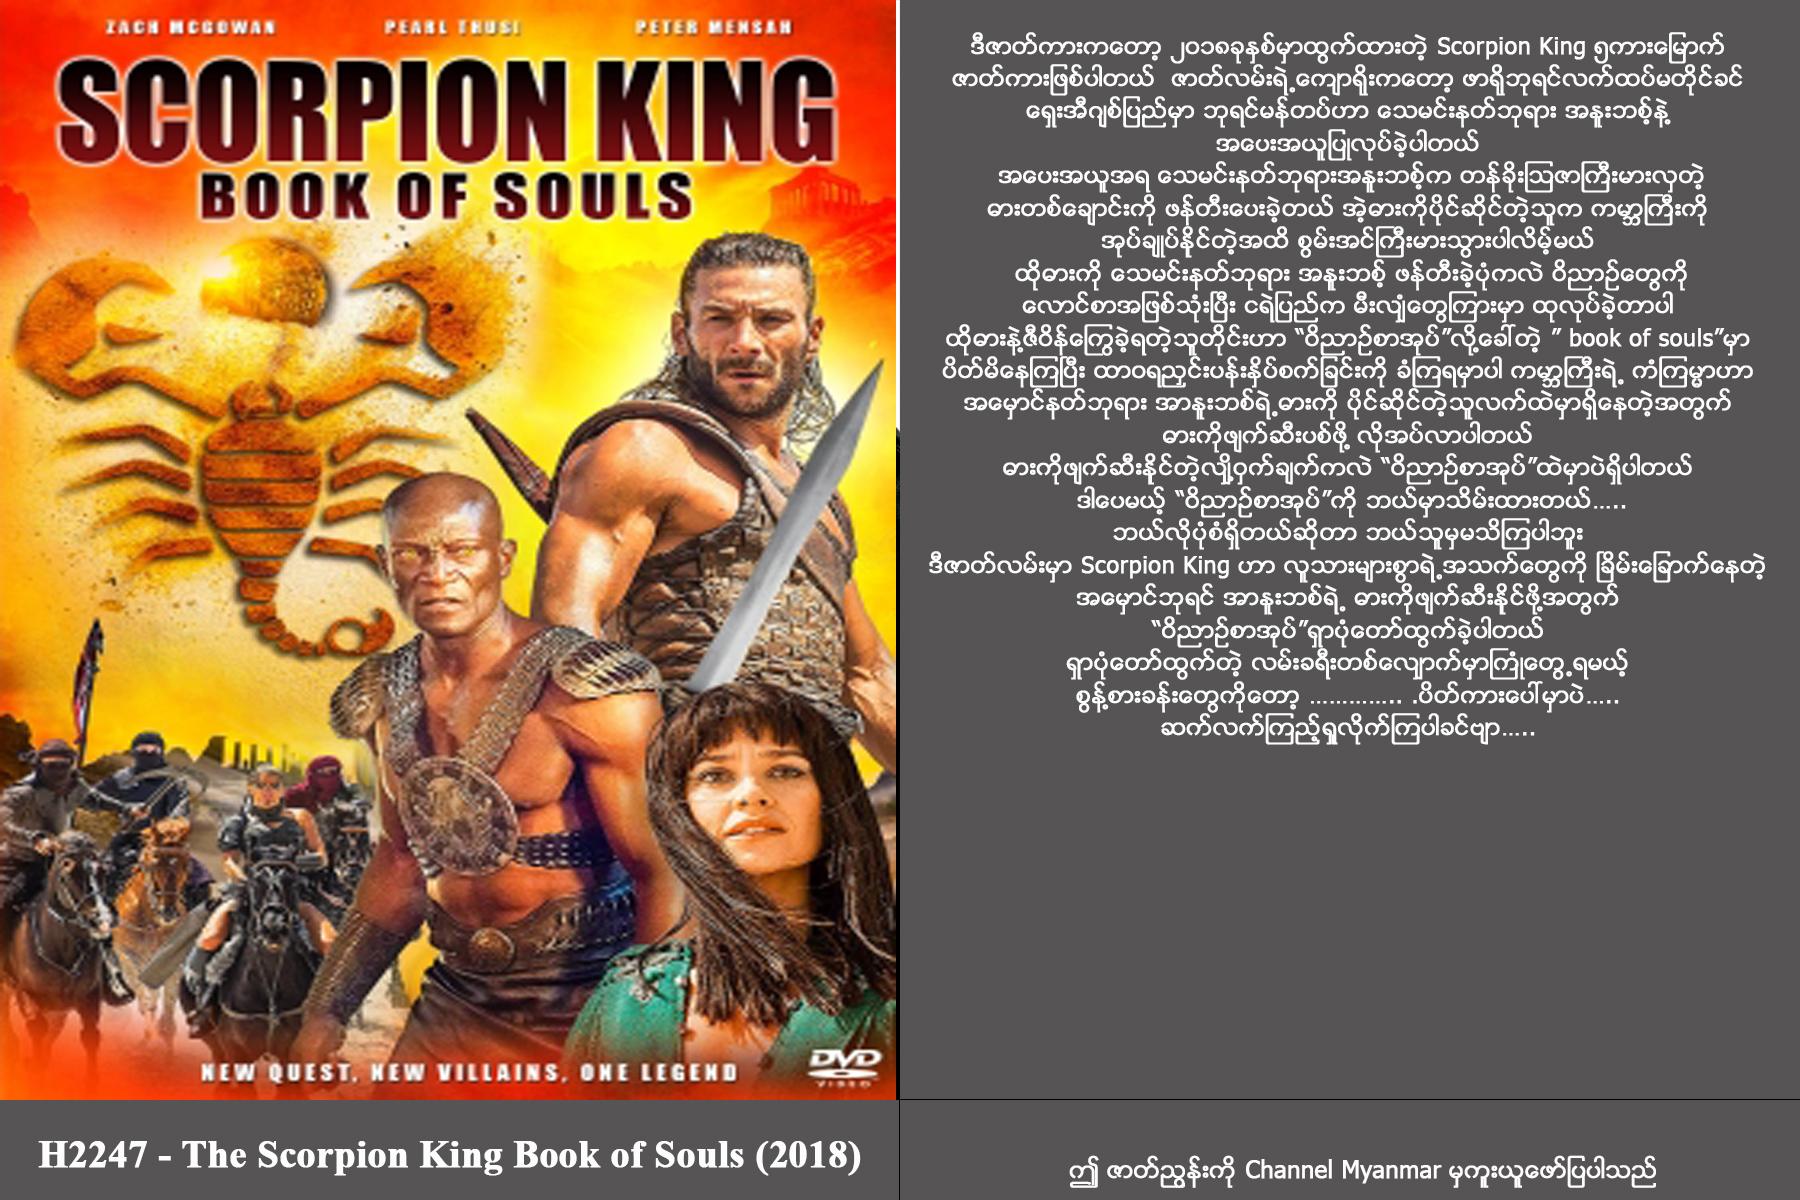 ZACH MCGOWAN PEARL THUSI PETER MENSAH
SCORPION KING
BOOK OF SOULS
NEW QUEST, NEW VILLAINS, ONE LEGEND
DVD
VIDEO
H2247 - The Scorpion King Book of Souls (2018)
ဒီဇာတ်ကားကတော့ ၂၀၁၈ခုနှစ်မှာထွက်ထားတဲ့ Scorpion King ၅ကားမြောက်
ဇာတ်ကားဖြစ်ပါတယ် ဇာတ်လမ်းရဲ့ကျောရိုးကတော့ ဖာရိုဘုရင်လက်ထပ်မတိုင်ခင်
ရှေးအီဂျစ်ပြည်မှာ ဘုရင်မန်တပ်ဟာ သေမင်းနတ်ဘုရား အနူးဘစ့်နဲ့
အပေးအယူပြုလုပ်ခဲ့ပါတယ်
အပေးအယူအရ သေမင်းနတ်ဘုရားအနူးဘစ့်က တန်ခိုးဩဇာကြီးမားလှတဲ့
ဓားတစ်ချောင်းကို ဖန်တီးပေးခဲ့တယ် အဲ့ဓားကိုပိုင်ဆိုင်တဲ့သူက ကမ္ဘာကြီးကို
အုပ်ချုပ်နိုင်တဲ့အထိ စွမ်းအင်ကြီးမားသွားပါလိမ့်မယ်
ထိုဓားကို သေမင်းနတ်ဘုရား အနူးဘစ့် ဖန်တီးခဲ့ပုံကလဲ ဝိညာဉ်တွေကို
လောင်စာအဖြစ်သုံးပြီး ငရဲပြည်က မီးလျှံတွေကြားမှာ ထုလုပ်ခဲ့တာပါ
ထိုဓားနဲ့ဇီဝိန်ကြွေခဲ့ရတဲ့သူတိုင်းဟာ “ဝိညာဉ်စာအုပ်”လို့ခေါ်တဲ့ ” book of souls”မှာ
ပိတ်မိနေကြပြီး ထာဝရညှင်းပန်းနှိပ်စက်ခြင်းကို ခံကြရမှာပါ ကမ္ဘာကြီးရဲ့ ကံကြမ္မာဟာ
အမှောင်နတ်ဘုရား အာနူးဘစ်ရဲ့ဓားကို ပိုင်ဆိုင်တဲ့သူလက်ထဲမှာရှိနေတဲ့အတွက်
ဓားကိုဖျက်ဆီးပစ်ဖို့ လိုအပ်လာပါတယ်
ဓားကိုဖျက်ဆီးနိုင်တဲ့လျှို့ဝှက်ချက်ကလဲ “ဝိညာဉ်စာအုပ်”ထဲမှာပဲရှိပါတယ်
ဒါပေမယ့် “ဝိညာဉ်စာအုပ်”ကို ဘယ်မှာသိမ်းထားတယ်.....
ဘယ်လိုပုံစံရှိတယ်ဆိုတာ ဘယ်သူမှမသိကြပါဘူး
ဒီဇာတ်လမ်းမှာ Scorpion King ဟာ လူသားများစွာရဲ့အသက်တွေကို ခြိမ်းခြောက်နေတဲ့
အမှောင်ဘုရင် အာနူးဘစ်ရဲ့ ဓားကိုဖျက်ဆီးနိုင်ဖို့အတွက်
“ဝိညာဉ်စာအုပ်”ရှာပုံတော်ထွက်ခဲ့ပါတယ်
ရှာပုံတော်ထွက်တဲ့ လမ်းခရီးတစ်လျှောက်မှာကြုံတွေ့ရမယ့်
စွန့်စားခန်းတွေကိုတော့ .............. .ပိတ်ကားပေါ်မှာပဲ.....
ဆက်လက်ကြည့်ရှုလိုက်ကြပါခင်ဗျာ.....
ဤ ဇာတ်ညွှန်းကို Channel Myanmar မှကူးယူဖော်ပြပါသည်